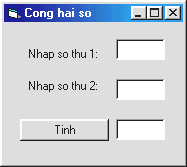 Cong hai so
Nhap so thu 1:
Nhap so thu 2:
Tinh